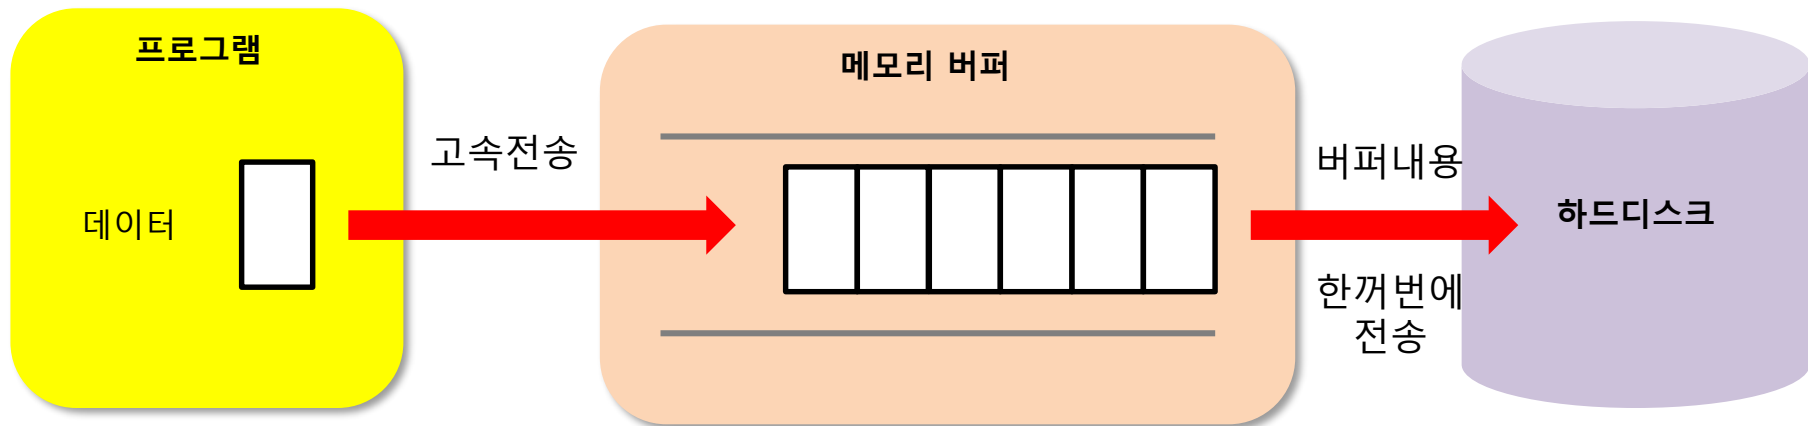 프로그램
데이터
고속전송
메모리 버퍼
버퍼내용
한꺼번에
전송
하드디스크